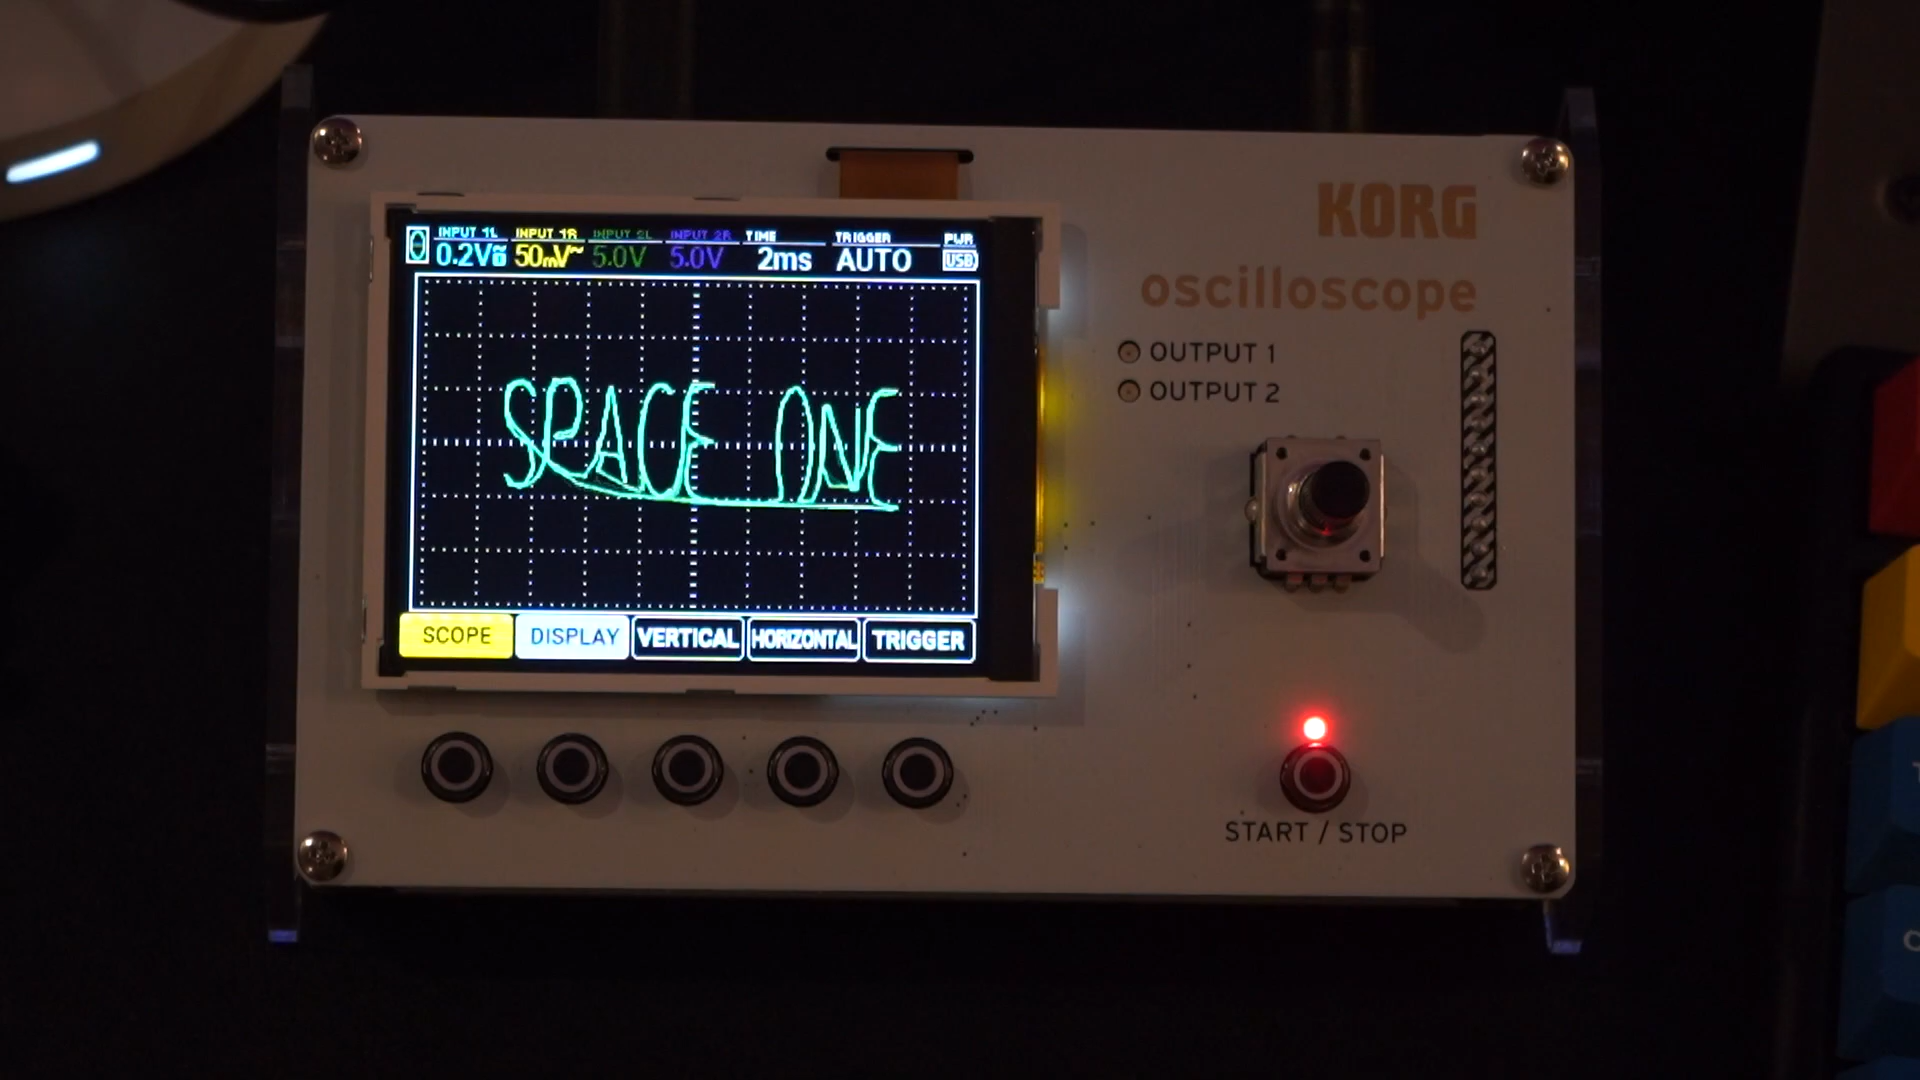 KORG
oscilloscope
INPUT 1L INPUT 1R INPUT 2L INPUT 2R TIME TRIGGER PWR
0.2V 50mV 5.0V 5.0V 2ms AUTO USB
OUTPUT 1
OUTPUT 2
SPACE ONE
SCOPE DISPLAY VERTICAL HORIZONTAL TRIGGER
START / STOP